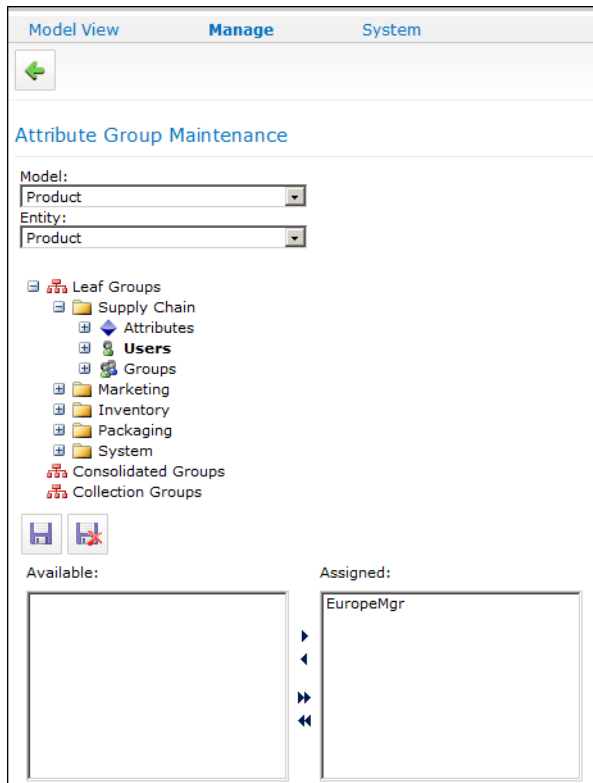 Model View Manage System
Attribute Group Maintenance
Model:
Product
Entity:
Product
Leaf Groups
Supply Chain
Attributes
Users
Groups
Marketing
Inventory
Packaging
System
Consolidated Groups
Collection Groups
Available: Assigned:
EuropeMgr